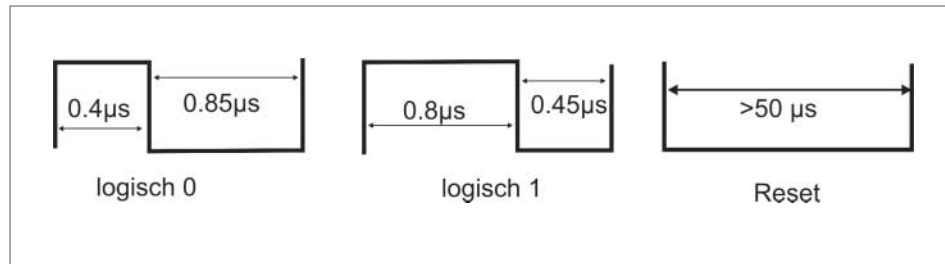 0.4µs
0.85µs
0.8µs
0.45µs
>50 µs
logisch 0
logisch 1
Reset